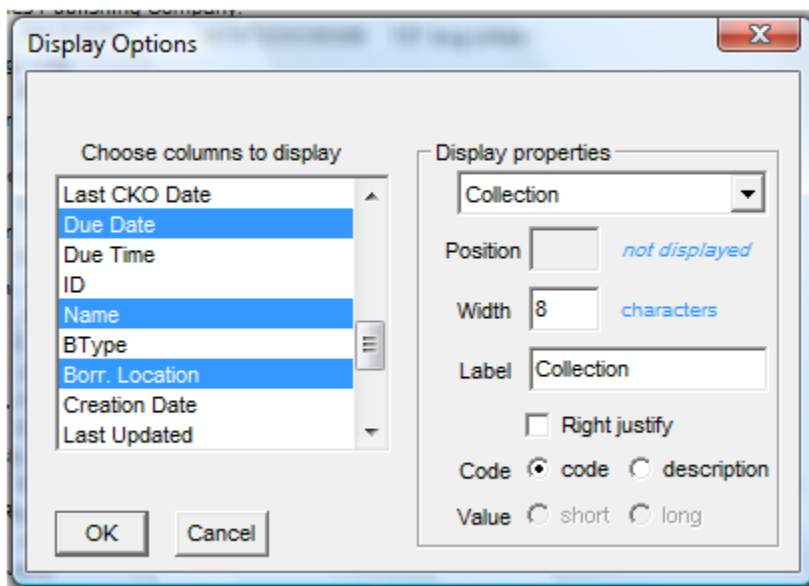 Publishing Company.
Display Options
Choose columns to display
Last CKO Date
Due Date
Due Time
ID
Name
BType
Borr. Location
Creation Date
Last Updated
OK
Cancel
Display properties
Collection
Position
not displayed
Width
8
characters
Label
Collection
Right justify
Code
code
description
Value
short
long